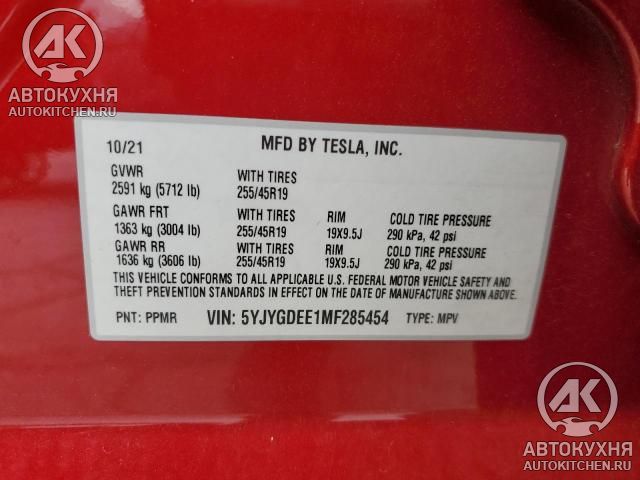 AK
АВТОКУХНЯ
AUTOKITCHEN.RU
10/21 MFD BY TESLA, INC.
GVWR WITH TIRES
2591 kg (5712 lb) 255/45R19
GAWR FRT WITH TIRES RIM COLD TIRE PRESSURE
1363 kg (3004 lb) 255/45R19 19X9.5J 290 kPa, 42 psi
GAWR RR WITH TIRES RIM COLD TIRE PRESSURE
1636 kg (3606 lb) 255/45R19 19X9.5J 290 kPa, 42 psi
THIS VEHICLE CONFORMS TO ALL APPLICABLE U.S. FEDERAL MOTOR VEHICLE SAFETY AND
THEFT PREVENTION STANDARDS IN EFFECT ON THE DATE OF MANUFACTURE SHOWN ABOVE.
PNT: PPMR VIN: 5YJYGDEE1MF285454 TYPE: MPV
AK
АВТОКУХНЯ
AUTOKITCHEN.RU